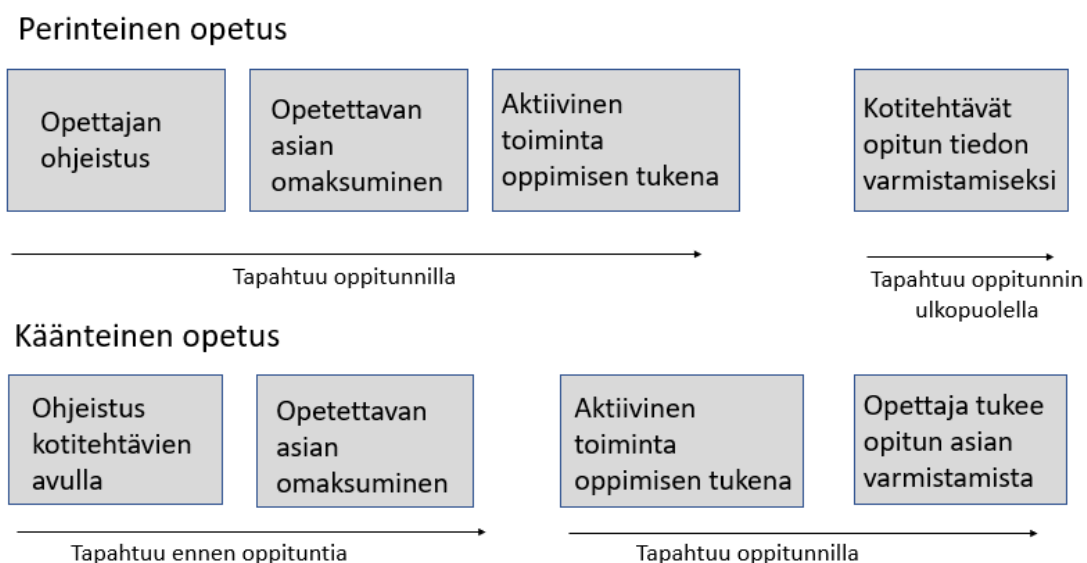 Perinteinen opetus
Opettajan
ohjeistus
Opetettavan
asian
omaksuminen
Aktiivinen
toiminta
oppimisen tukena
Kotitehtävät
opitun tiedon
varmistamiseksi
Tapahtuu oppitunnilla
Tapahtuu oppitunnin
ulkopuolella
Käänteinen opetus
Ohjeistus
kotitehtävien
avulla
Opetettavan
asian
omaksuminen
Aktiivinen
toiminta
oppimisen tukena
Opettaja tukee
opitun asian
varmistamista
Tapahtuu ennen oppituntia
Tapahtuu oppitunnilla